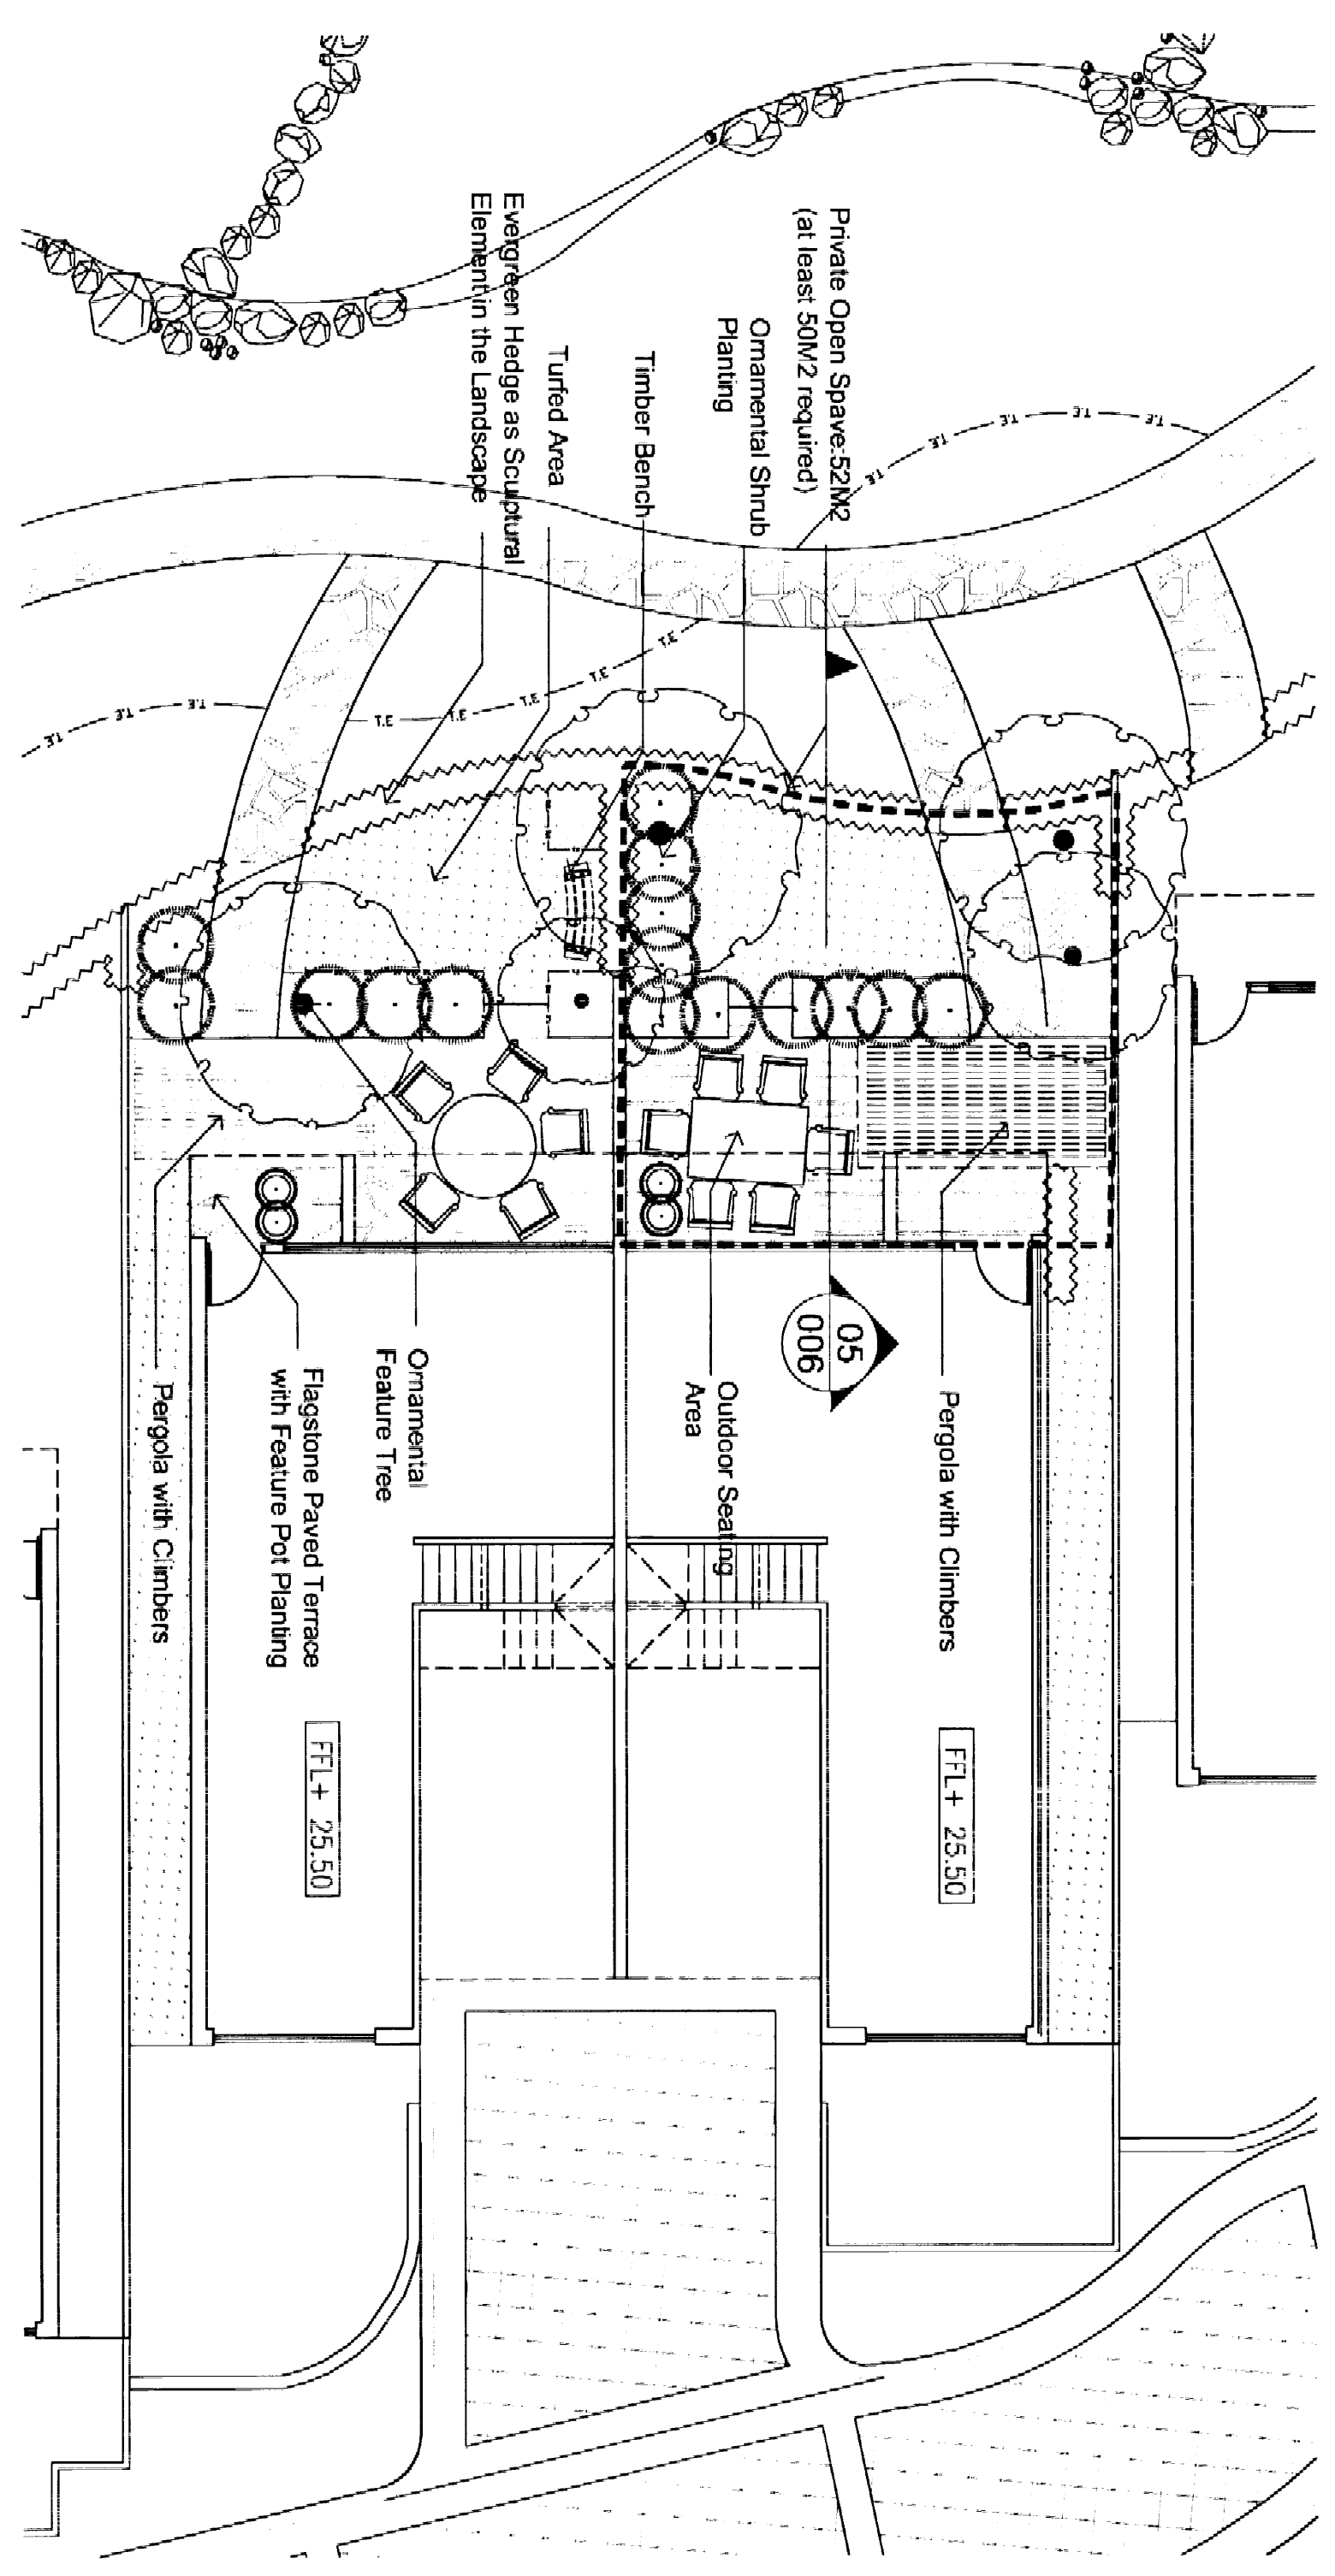 Private Open Spave:52M2
(at least 50M2 required)
Ornamental Shrub
Planting
Timber Bench
Turfed Area
Evergreen Hedge as Sculptural
Element in the Landscape
T.E
T.E
T.E
T.E
T.E
Pergola with Climbers
05
006
Outdoor Seating
Area
Ornamental
Feature Tree
Flagstone Paved Terrace
with Feature Pot Planting
Pergola with Climbers
FFL+ 25.50
FFL+ 25.50